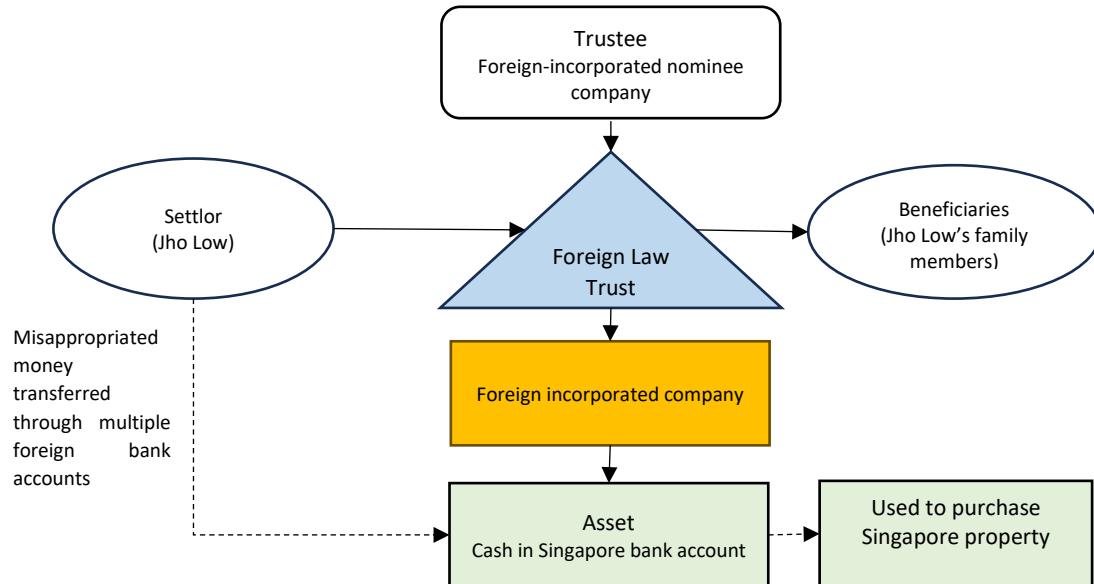 Trustee
Foreign-incorporated nominee
company
Settlor
(Jho Low)
Foreign Law
Trust
Beneficiaries
(Jho Low’s family
members)
Misappropriated
money
transferred
through multiple
foreign bank
accounts
Foreign incorporated company
Asset
Cash in Singapore bank account
Used to purchase
Singapore property